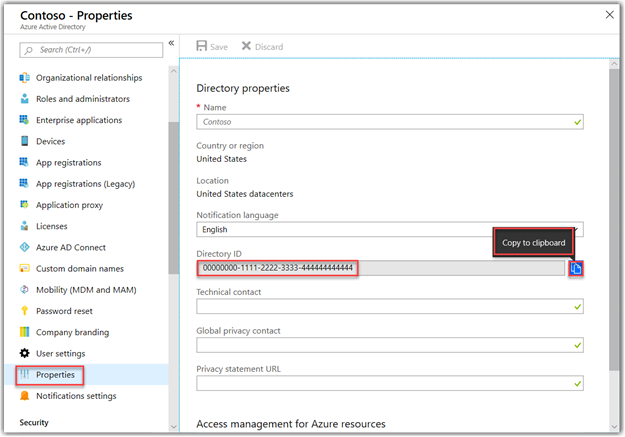 Contoso - Properties
Azure Active Directory
Search (Ctrl+/)
«
Organizational relationships
Roles and administrators
Enterprise applications
Devices
App registrations
App registrations (Legacy)
Application proxy
Licenses
Azure AD Connect
Custom domain names
Mobility (MDM and MAM)
Password reset
Company branding
User settings
Properties
Notifications settings
Security
Save Discard
Directory properties
* Name
Contoso
Country or region
United States
Location
United States datacenters
Notification language
English
Copy to clipboard
Directory ID
00000000-1111-2222-3333-444444444444
Technical contact
Global privacy contact
Privacy statement URL
Access management for Azure resources